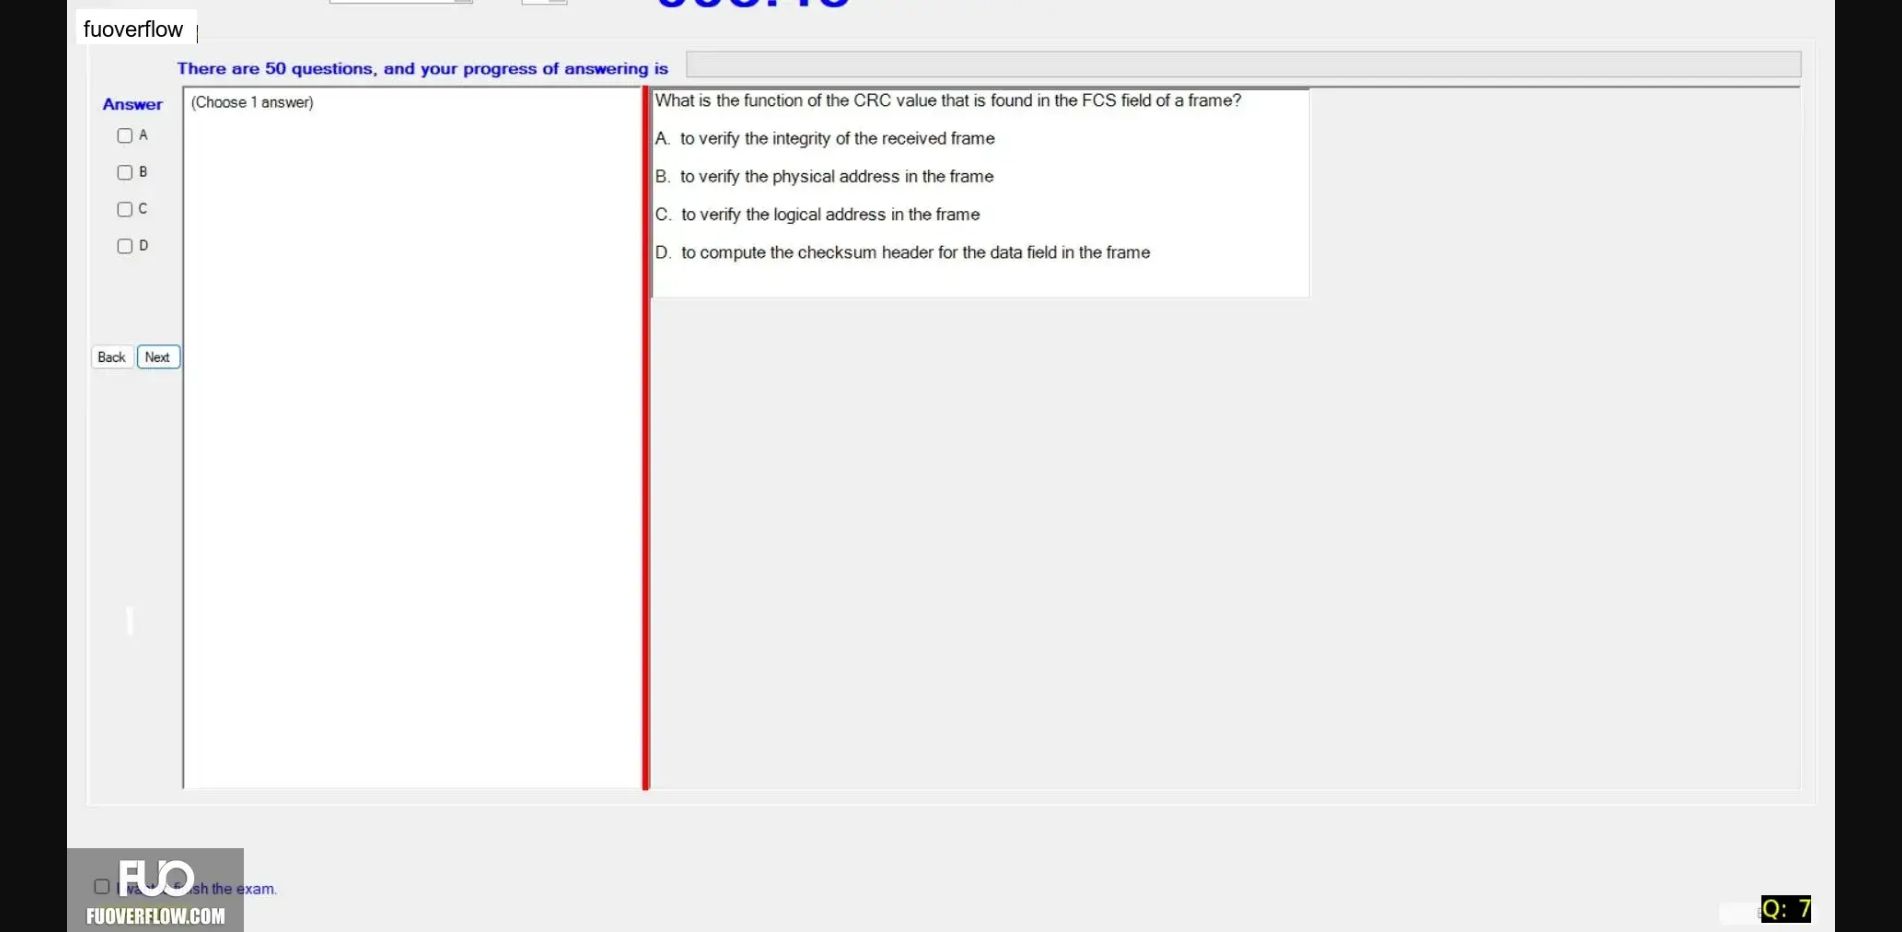 fuoverflow
There are 50 questions, and your progress of answering is
Answer
(Choose 1 answer)
A
B
C
D
Back Next
What is the function of the CRC value that is found in the FCS field of a frame?
A. to verify the integrity of the received frame
B. to verify the physical address in the frame
C. to verify the logical address in the frame
D. to compute the checksum header for the data field in the frame
FUO
the exam.
FUOVERFLOW.COM
Q: 7